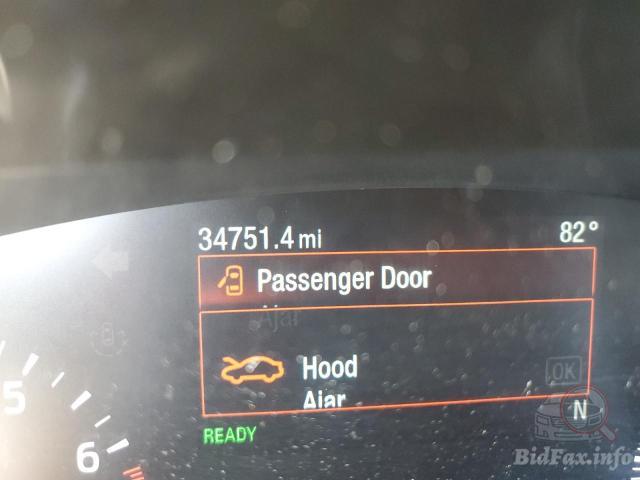 34751.4 mi 82°
Passenger Door
Ajar
Hood
OK
Ajar
N
READY
5
6
BidFax.info